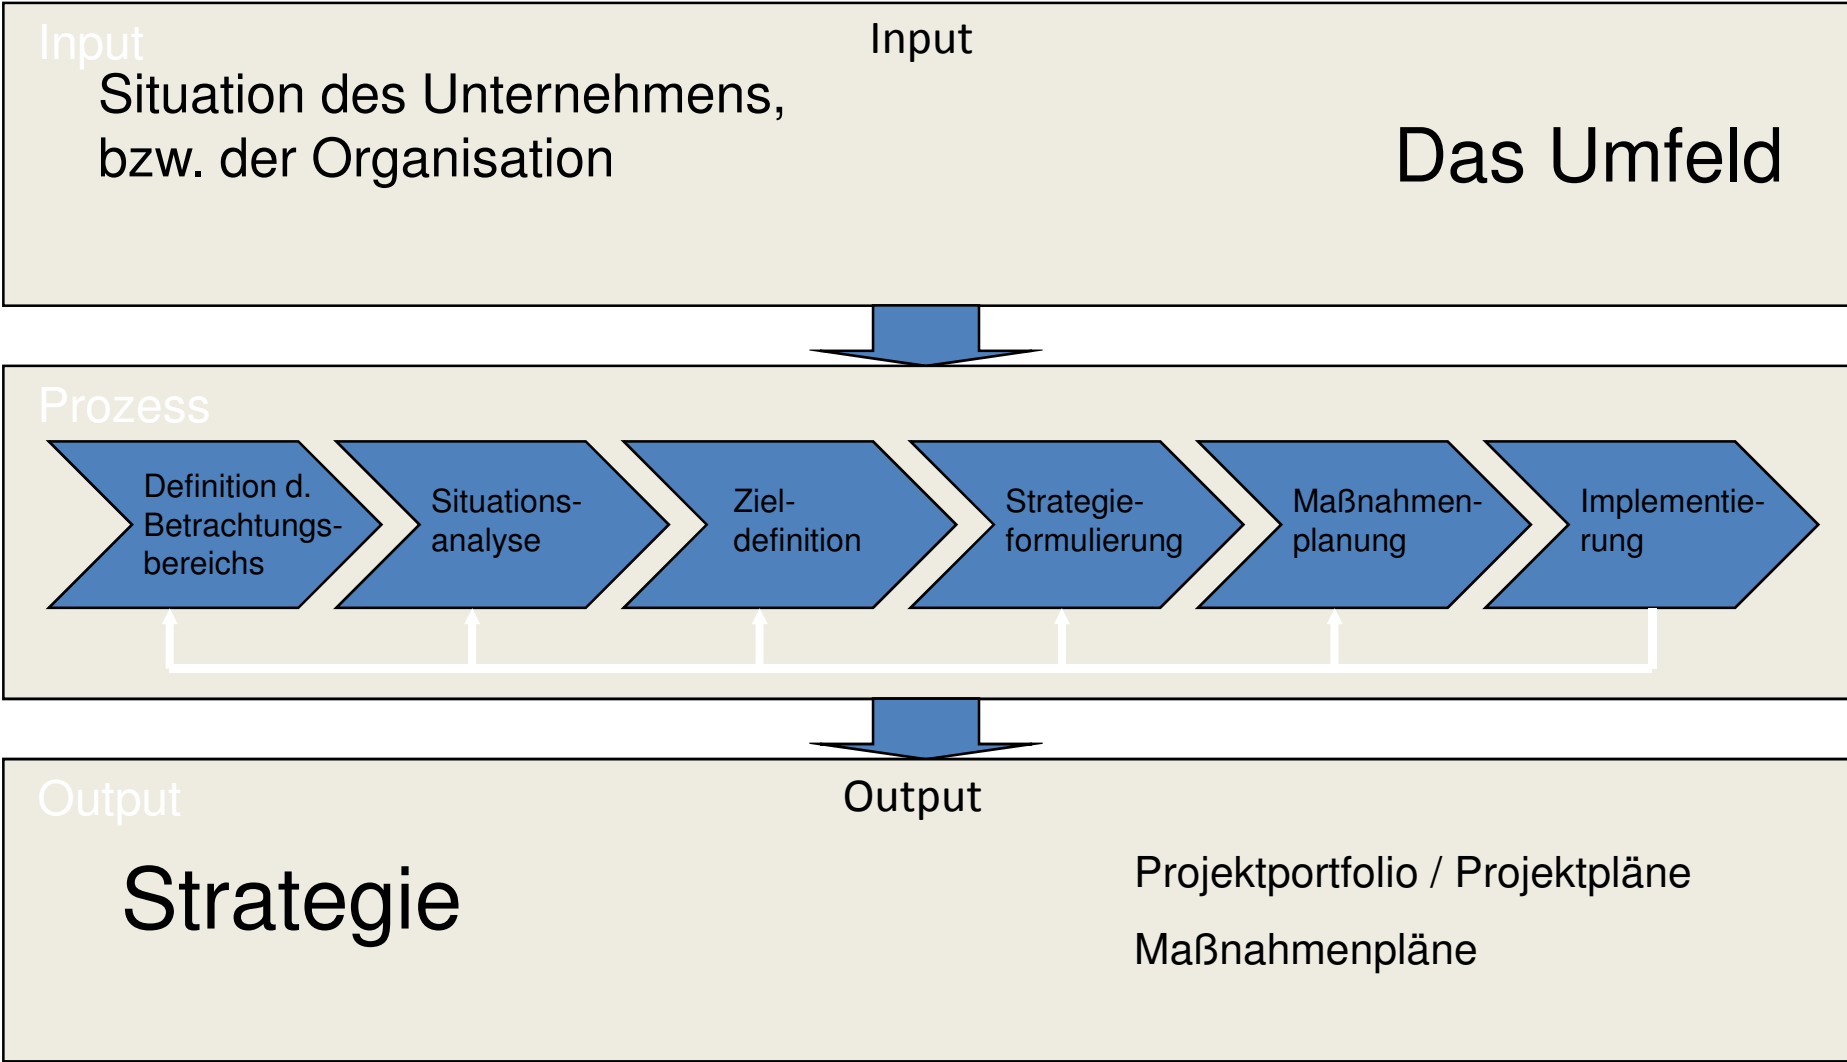 Input
Input
Situation des Unternehmens,
bzw. der Organisation
Das Umfeld
Prozess
Definition d.
Betrachtungs-
bereichs
Situations-
analyse
Ziel-
definition
Strategie-
formulierung
Maßnahmen-
planung
Implementie-
rung
Output
Output
Strategie
Projektportfolio / Projektpläne
Maßnahmenpläne